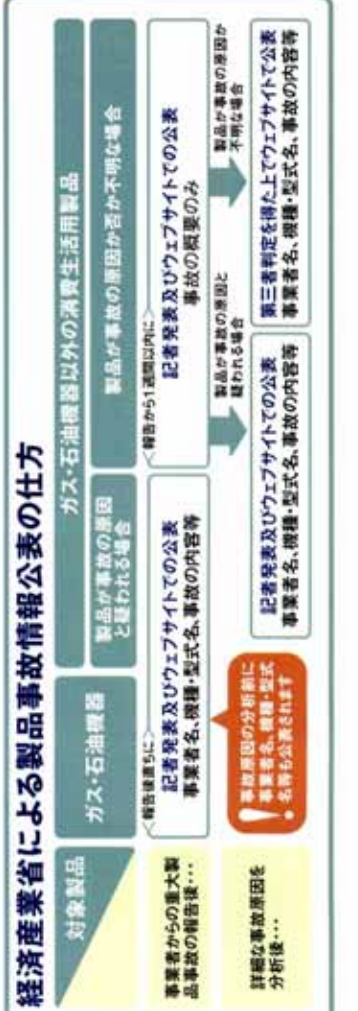 経済産業省による製品事故情報公表の仕方
対象製品
ガス・石油機器
ガス・石油機器以外の消費生活用製品
製品が事故の原因
と疑われる場合
製品が事故の原因か否か不明な場合
事業者からの重大製
品事故の報告後・・・
<報告後直ちに>
記者発表及びウェブサイトでの公表
事業者名、機種・型式名、事故の内容等
<報告から1週間以内に>
記者発表及びウェブサイトでの公表
事故の概要のみ
事故原因の分析前に
事業者名、機種・型式
名等も公表されます
製品が事故の原因と
疑われる場合
製品が事故の原因か
不明な場合
詳細な事故原因を
分析後・・・
記者発表及びウェブサイトでの公表
事業者名、機種・型式名、事故の内容等
第三者判定を得た上でウェブサイトで公表
事業者名、機種・型式名、事故の内容等